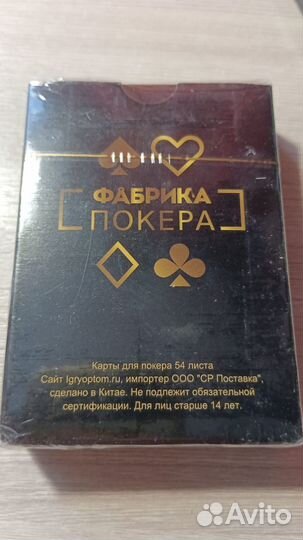 ФАБРИКА
ПОКЕРА
Карты для покера 54 листа
Сайт Igryoptom.ru, импортер ООО "СР Поставка",
сделано в Китае. Не подлежит обязательной
сертификации. Для лиц старше 14 лет.
Avito